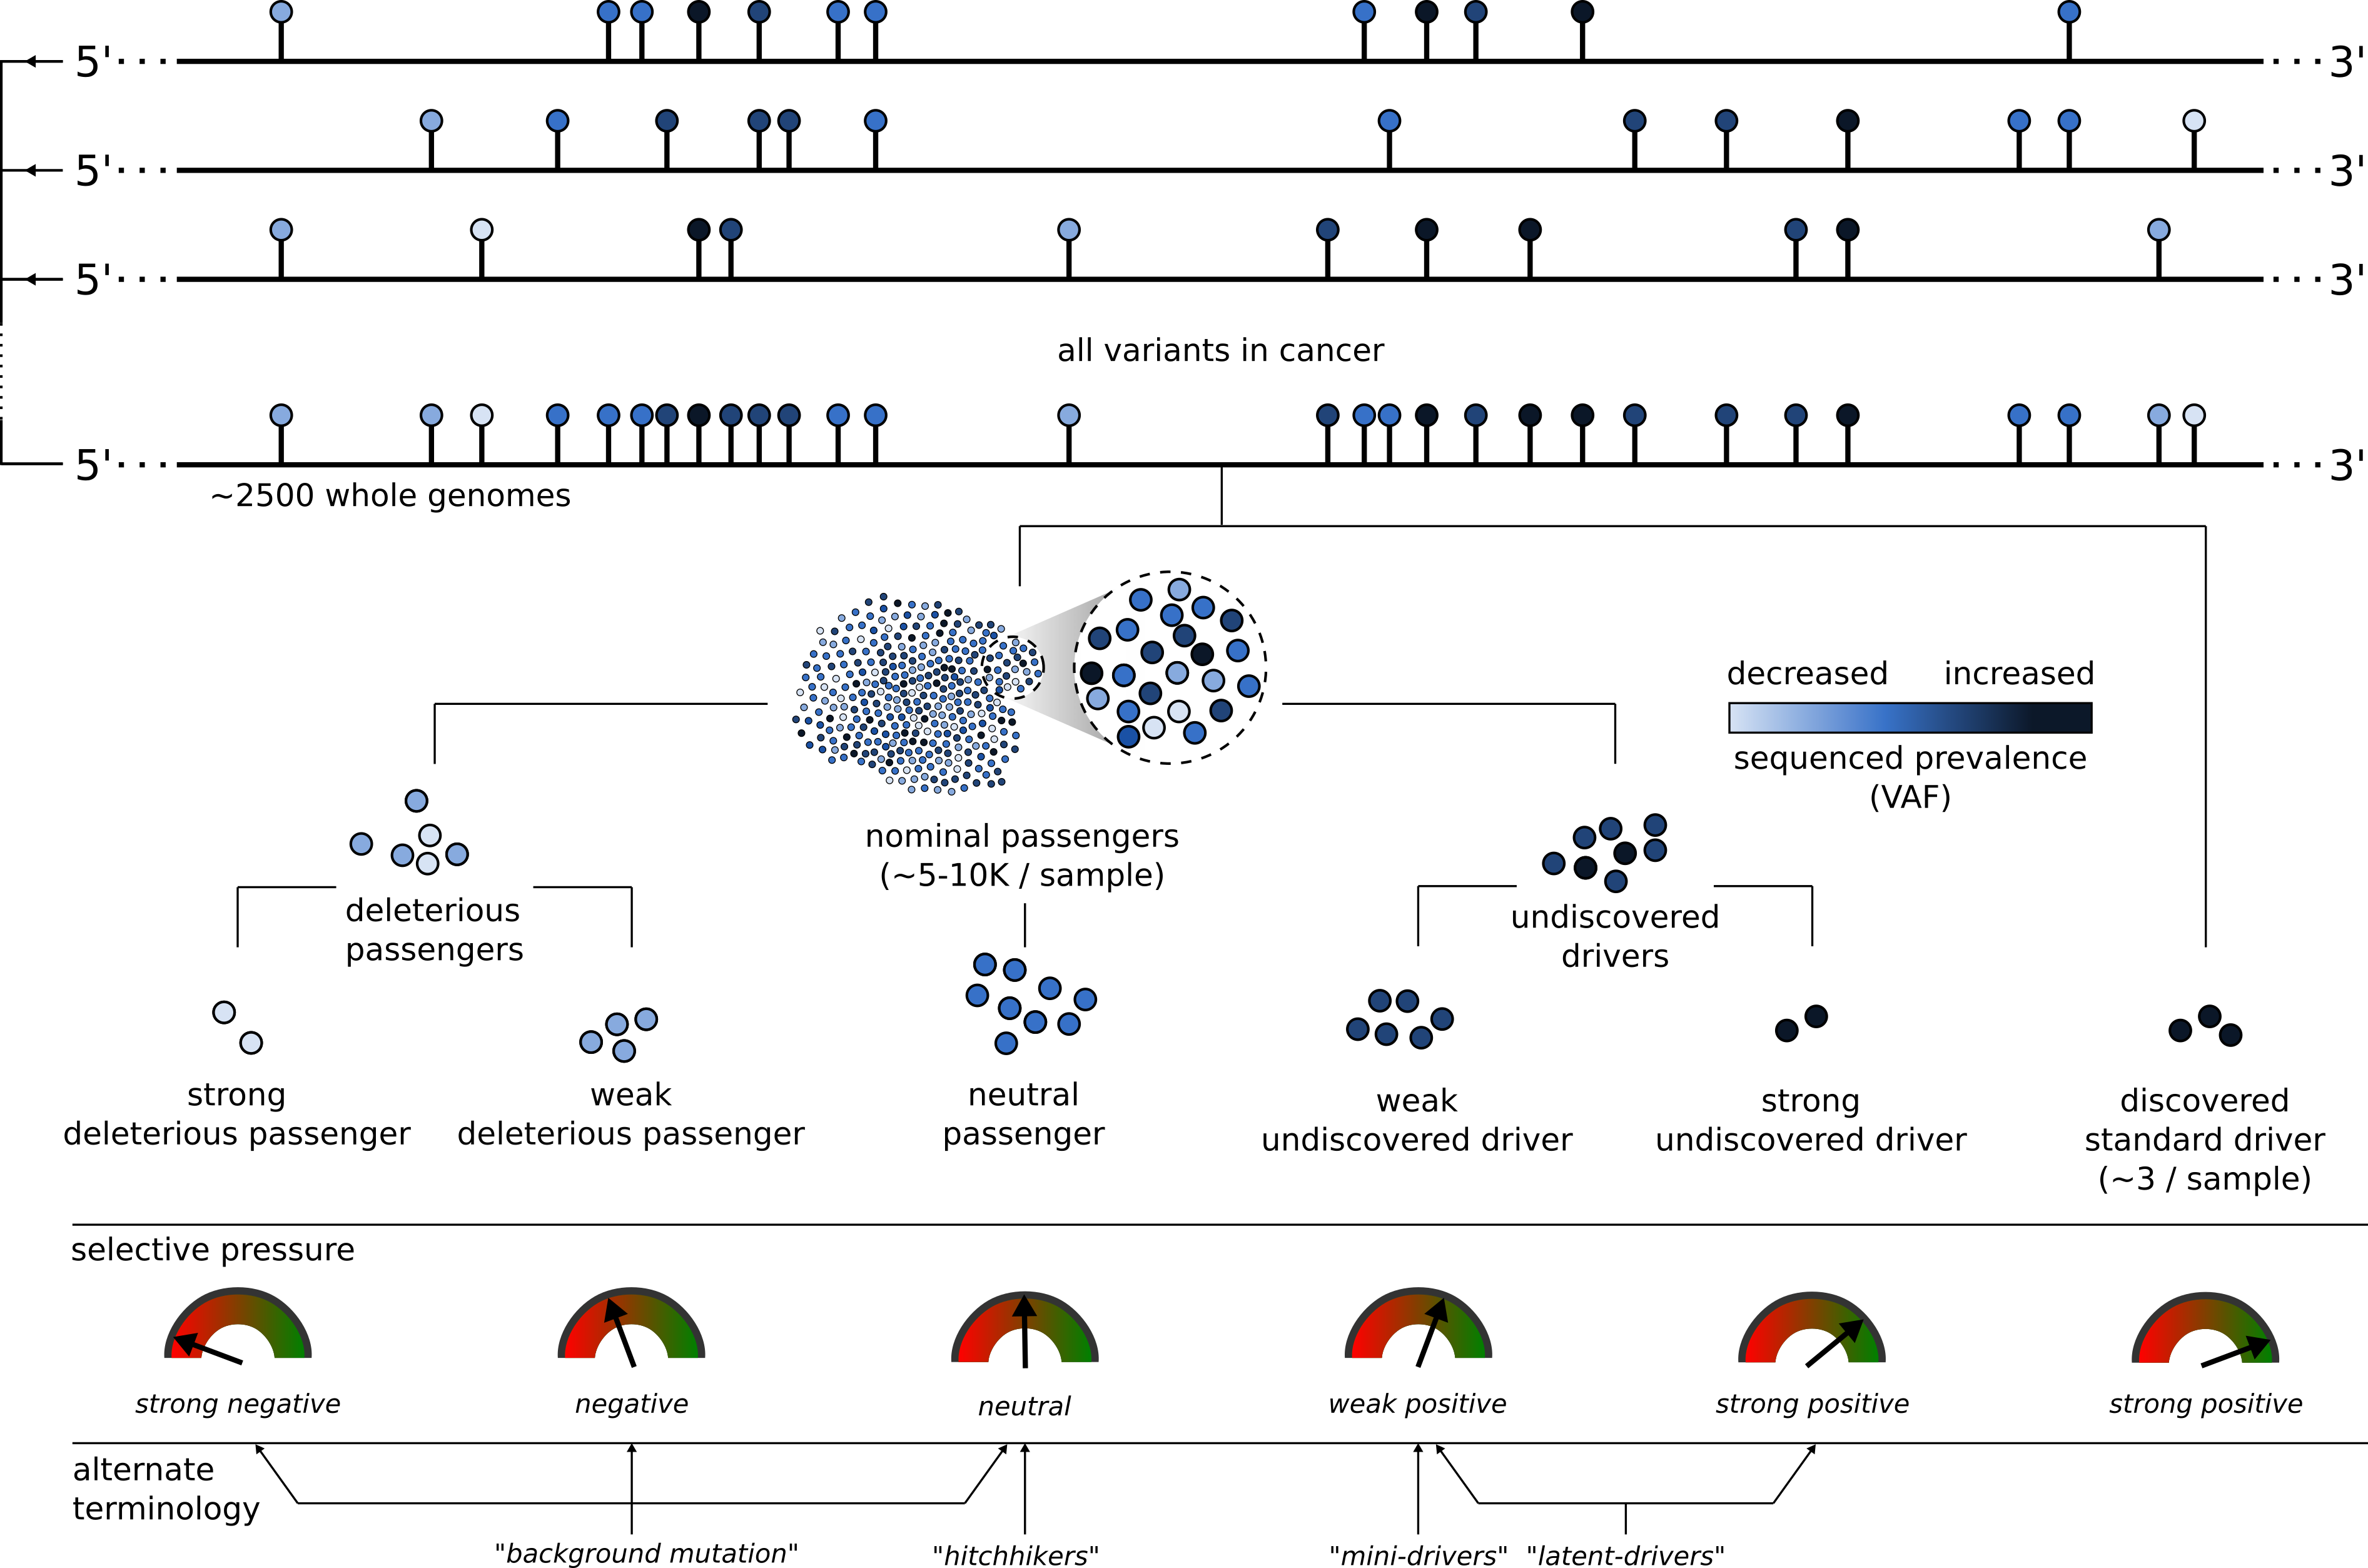 5'
3'
5'
3'
5'
3'
all variants in cancer
5'
3'
~2500 whole genomes
decreased
increased
sequenced prevalence
(VAF)
nominal passengers
(~5-10K / sample)
deleterious
passengers
undiscovered
drivers
strong
deleterious passenger
weak
deleterious passenger
neutral
passenger
weak
undiscovered driver
strong
undiscovered driver
discovered
standard driver
(~3 / sample)
selective pressure
strong negative
negative
neutral
weak positive
strong positive
strong positive
alternate
terminology
"background mutation"
"hitchhikers"
"mini-drivers"
"latent-drivers"